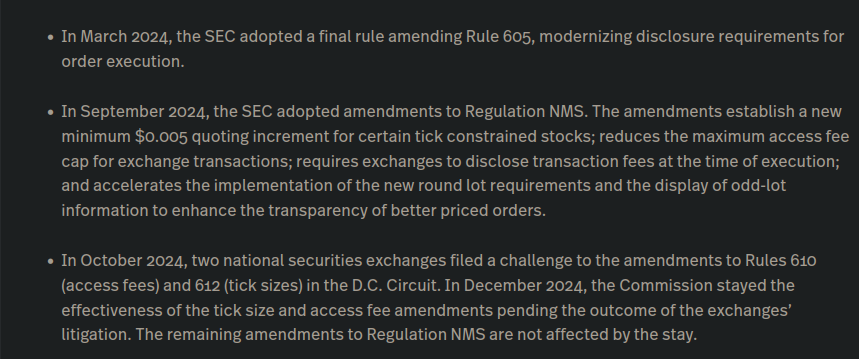 • In March 2024, the SEC adopted a final rule amending Rule 605, modernizing disclosure requirements for
order execution.
• In September 2024, the SEC adopted amendments to Regulation NMS. The amendments establish a new
minimum $0.005 quoting increment for certain tick constrained stocks; reduces the maximum access fee
cap for exchange transactions; requires exchanges to disclose transaction fees at the time of execution;
and accelerates the implementation of the new round lot requirements and the display of odd-lot
information to enhance the transparency of better priced orders.
• In October 2024, two national securities exchanges filed a challenge to the amendments to Rules 610
(access fees) and 612 (tick sizes) in the D.C. Circuit. In December 2024, the Commission stayed the
effectiveness of the tick size and access fee amendments pending the outcome of the exchanges’
litigation. The remaining amendments to Regulation NMS are not affected by the stay.